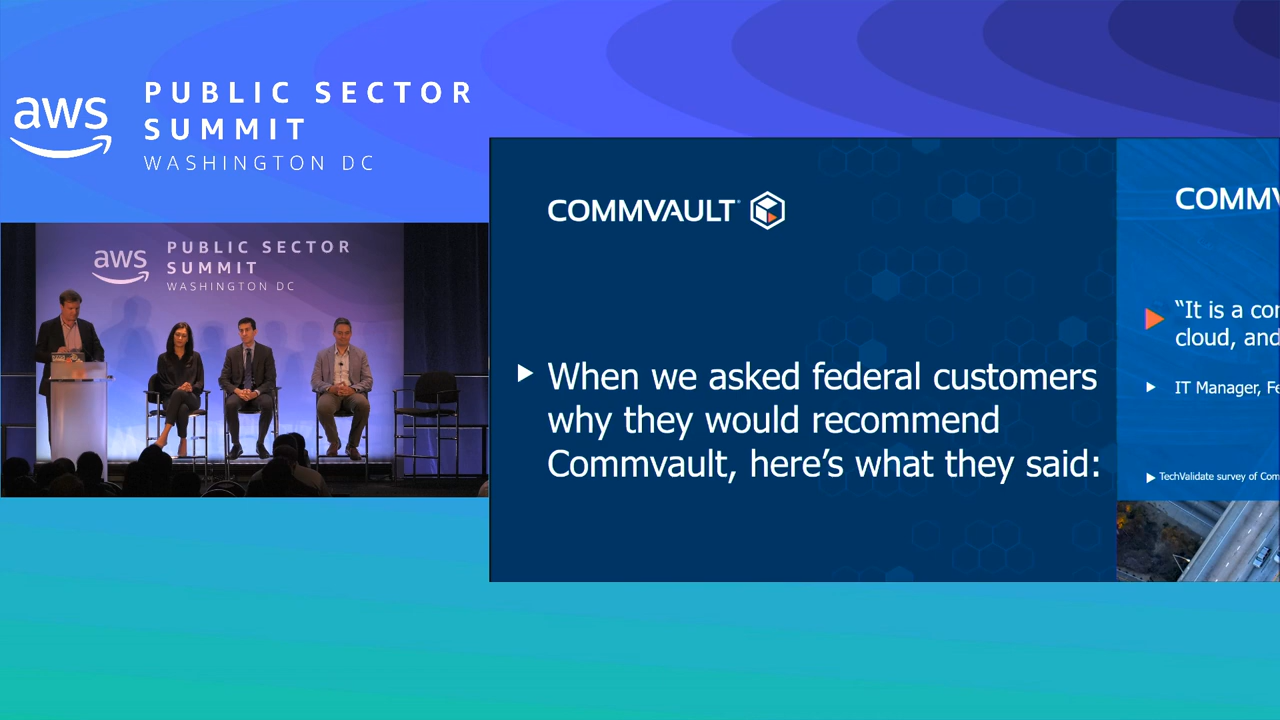 aws
PUBLIC SECTOR
SUMMIT
WASHINGTON DC
aws
PUBLIC SECTOR
SUMMIT
WASHINGTON DC
COMMVAULT
When we asked federal customers
why they would recommend
Commvault, here's what they said:
COMMV
“It is a con
cloud, and
IT Manager, Fe
TechValidate survey of Com